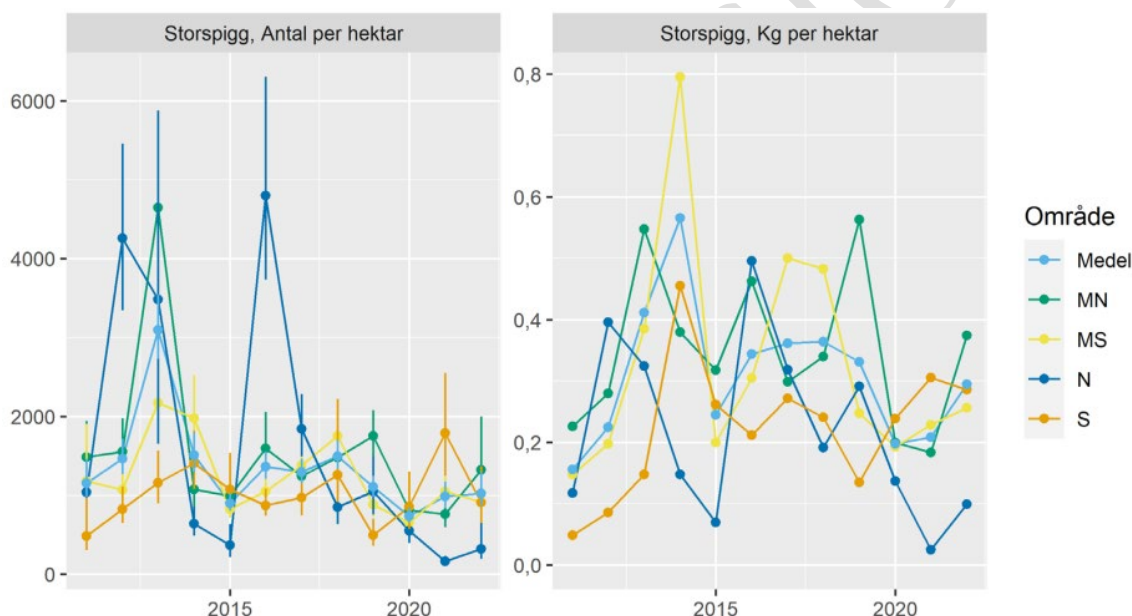 Storspigg, Antal per hektar
Storspigg, Kg per hektar
6000
4000
2000
0
2015
2020
0,8
0,6
0,4
0,2
0,0
2015
2020
Område
Medel
MN
MS
N
S